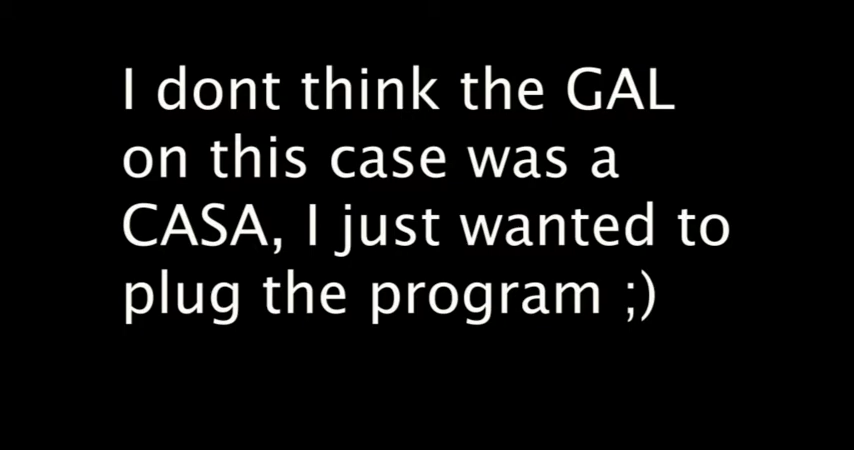 I dont think the GAL
on this case was a
CASA, I just wanted to
plug the program ;)